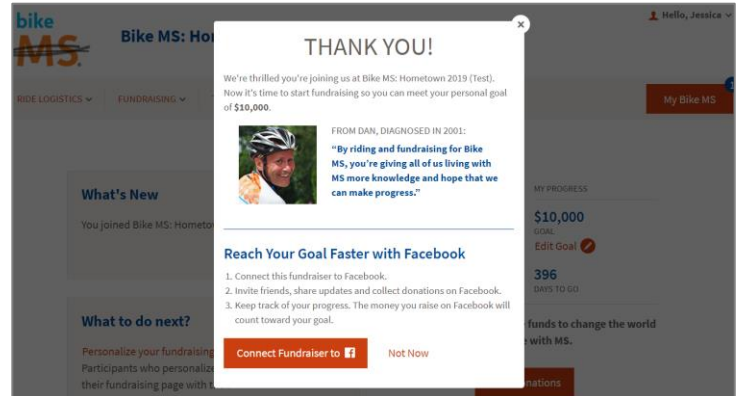 bike
MS.
Bike MS: Ho
Hello, Jessica
RIDE LOGISTICS
FUNDRAISING
My Bike MS
×
THANK YOU!
We're thrilled you're joining us at Bike MS: Hometown 2019 (Test).
Now it's time to start fundraising so you can meet your personal goal
of $10,000.
FROM DAN, DIAGNOSED IN 2001:
“By riding and fundraising for Bike
MS, you're giving all of us living with
MS more knowledge and hope that we
can make progress.”
Reach Your Goal Faster with Facebook
1. Connect this fundraiser to Facebook.
2. Invite friends, share updates and collect donations on Facebook.
3. Keep track of your progress. The money you raise on Facebook will
count toward your goal.
Connect Fundraiser to
Not Now
What's New
You joined Bike MS: Hometo
What to do next?
Personalize your fundraising
Participants who personaliz
their fundraising page with t
MY PROGRESS
$10,000
GOAL
Edit Goal
396
DAYS TO GO
funds to change the world
with MS.
nations